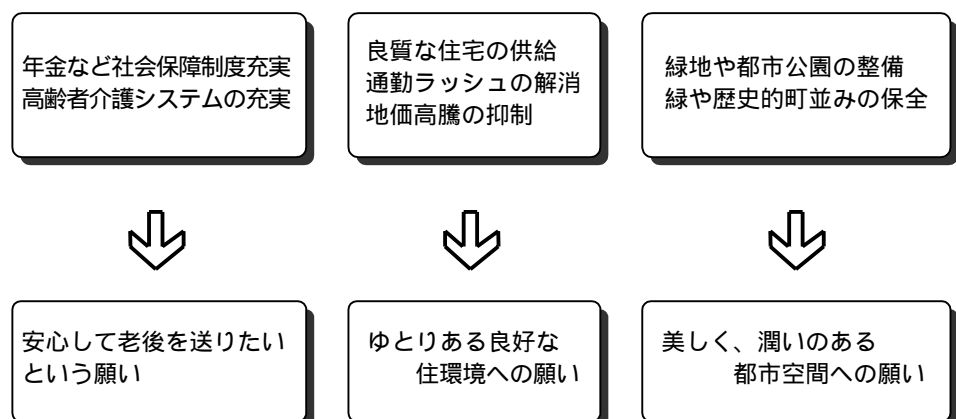 年金など社会保障制度充実
高齢者介護システムの充実
良質な住宅の供給
通勤ラッシュの解消
地価高騰の抑制
緑地や都市公園の整備
緑や歴史的町並みの保全
安心して老後を送りたい
という願い
ゆとりある良好な
住環境への願い
美しく、潤いのある
都市空間への願い